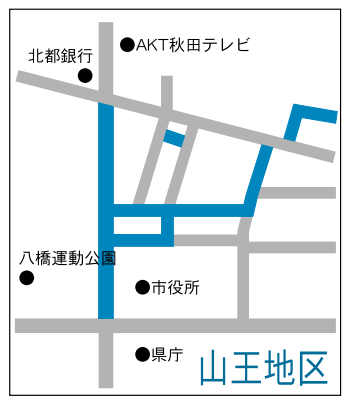 ●AKT秋田テレビ
北都銀行
八橋運動公園
●市役所
●県庁
山王地区